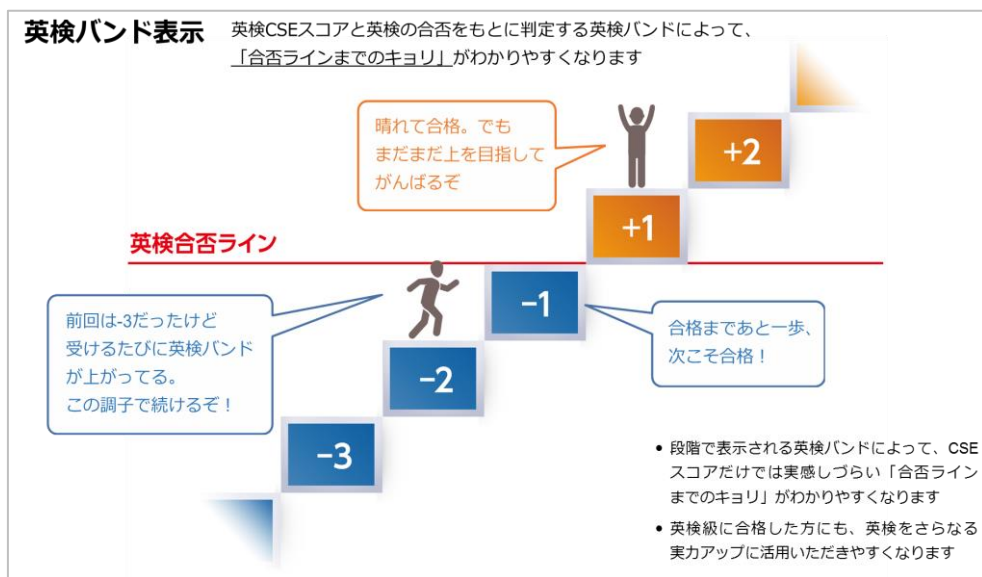 英検バンド表示
英検CSEスコアと英検の合否をもとに判定する英検バンドによって、
「合否ラインまでのキョリ」がわかりやすくなります
晴れて合格。でも
まだまだ上を目指して
がんばるぞ
+2
+1
英検合否ライン
-1
前回は-3だったけど
受けるたびに英検バンド
が上がってる。
この調子で続けるぞ！
合格まであと一歩、
次こそ合格！
-2
-3
• 段階で表示される英検バンドによって、CSE
スコアだけでは実感しづらい「合否ライン
までのキョリ」がわかりやすくなります
• 英検級に合格した方にも、英検をさらなる
実力アップに活用いただきやすくなります